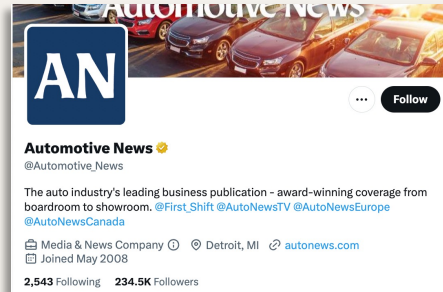 Automotive News
AN
Follow
Automotive News
@Automotive_News
The auto industry's leading business publication - award-winning coverage from
boardroom to showroom. @First_Shift @AutoNewsTV @AutoNewsEurope
@AutoNewsCanada
Media & News Company Detroit, MI autonews.com
Joined May 2008
2,543 Following 234.5K Followers